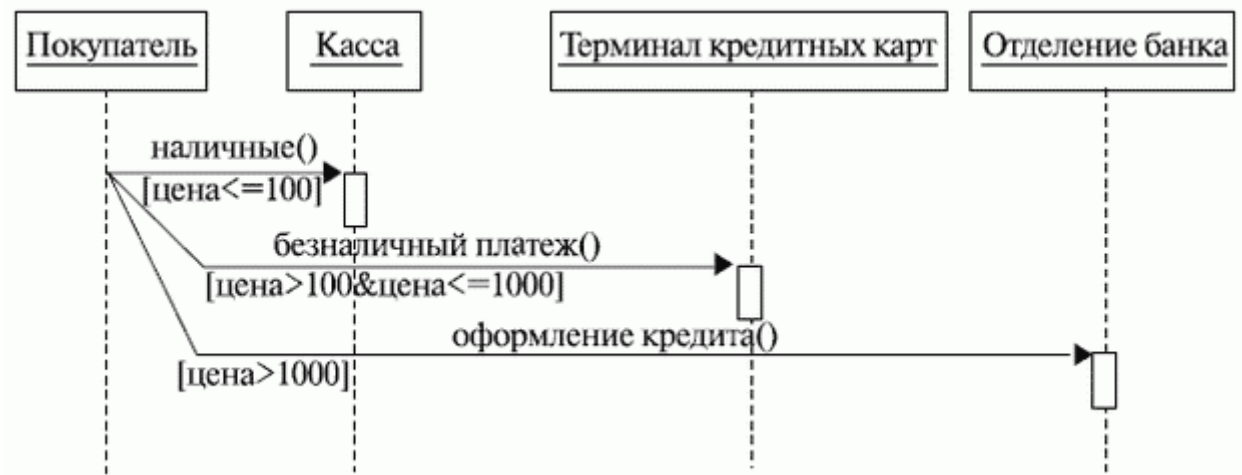 Покупатель
Касса
Терминал кредитных карт
Отделение банка
наличные()
[цена<=100]
безналичный платеж()
[цена>100&цена<=1000]
оформление кредита()
[цена>1000]